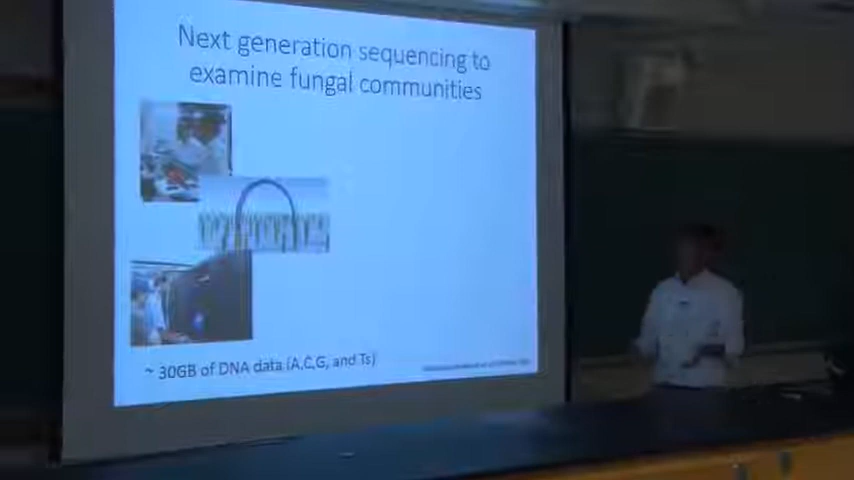 Next generation sequencing to
examine fungal communities
~ 30GB of DNA data (A,C,G, and Ts)